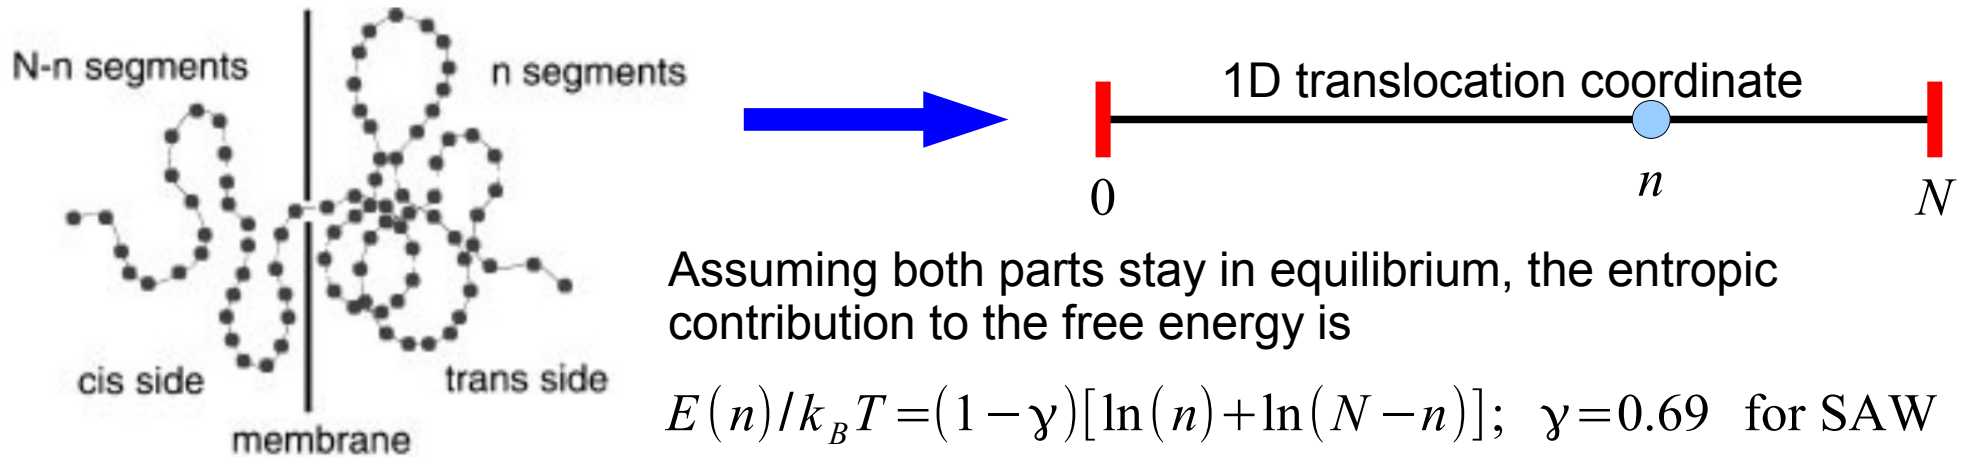 N-n segments
n segments
cis side
trans side
membrane
1D translocation coordinate
0
n
N
Assuming both parts stay in equilibrium, the entropic
contribution to the free energy is
E(n)/k_B T=(1−γ)[ln(n)+ln(N−n)]; γ=0.69 for SAW